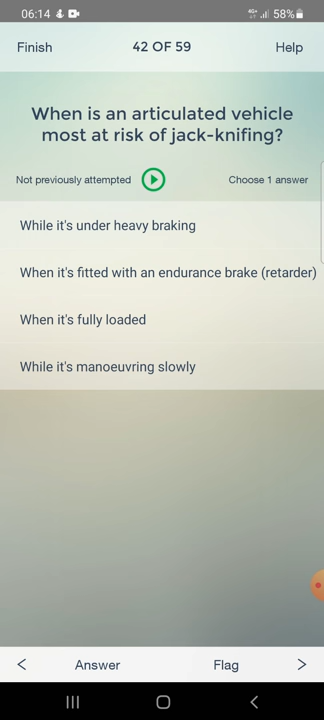 06:14 4G+ 58%
Finish 42 OF 59 Help
When is an articulated vehicle
most at risk of jack-knifing?
Not previously attempted Choose 1 answer
While it's under heavy braking
When it's fitted with an endurance brake (retarder)
When it's fully loaded
While it's manoeuvring slowly
< Answer Flag >